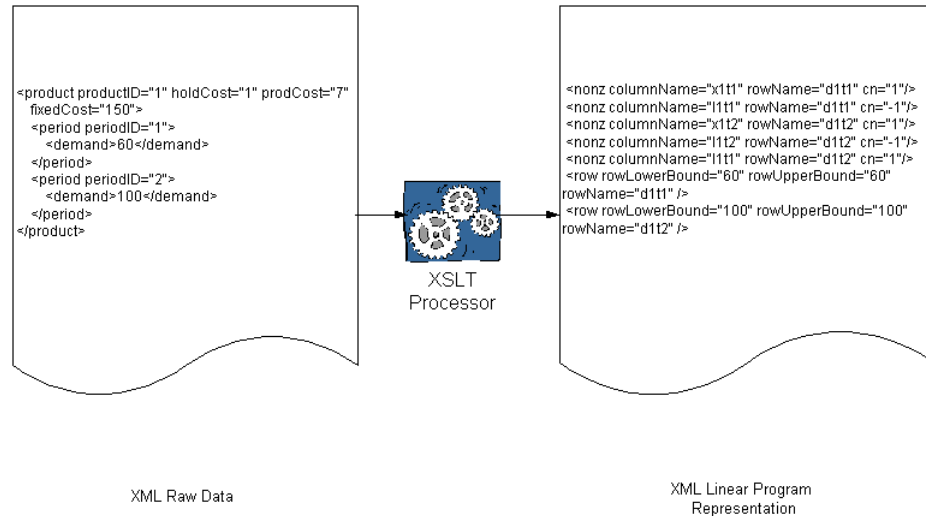 <product productID="1" holdCost="1" prodCost="7"
fixedCost="150">
<period periodID="1">
<demand>60</demand>
</period>
<period periodID="2">
<demand>100</demand>
</period>
</product>
XSLT
Processor
<nonz columnName="x1t1" rowName="d1t1" cn="1"/>
<nonz columnName="I1t1" rowName="d1t1" cn="-1"/>
<nonz columnName="x1t2" rowName="d1t2" cn="1"/>
<nonz columnName="I1t2" rowName="d1t2" cn="-1"/>
<nonz columnName="I1t1" rowName="d1t2" cn="1"/>
<row rowLowerBound="60" rowUpperBound="60"
rowName="d1t1" />
<row rowLowerBound="100" rowUpperBound="100"
rowName="d1t2" />
XML Raw Data
XML Linear Program
Representation